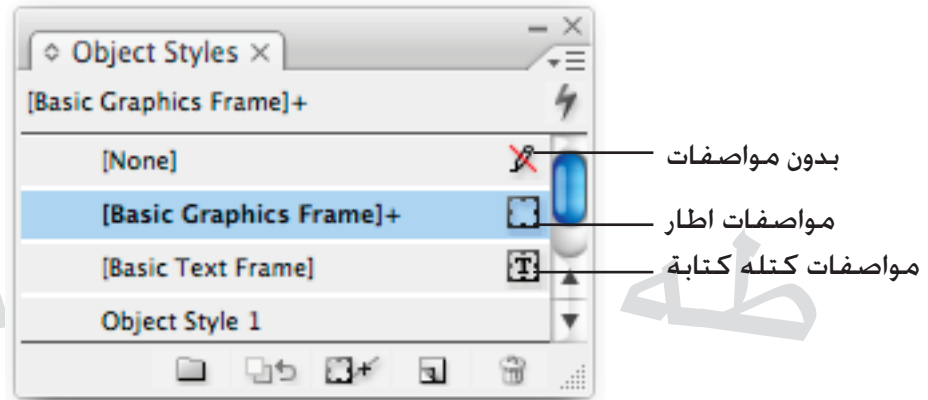 Object Styles
[Basic Graphics Frame]+
[None]
بدون مواصفات
[Basic Graphics Frame]+
مواصفات اطار
[Basic Text Frame]
مواصفات كتله كتابة
Object Style 1
طه